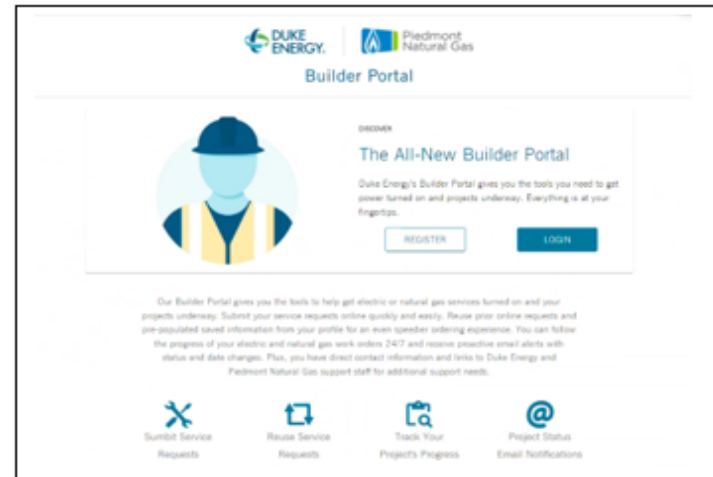 DUKE
ENERGY.
Piedmont
Natural Gas
Builder Portal
DISCOVER
The All-New Builder Portal
Duke Energy's Builder Portal gives you the tools you need to get
power turned on and projects underway. Everything is at your
fingertips.
REGISTER
LOGIN
Our Builder Portal gives you the tools to help get electric or natural gas services turned on and your
projects underway. Submit your service requests online quickly and easily. Reuse prior online requests and
pre-populated saved information from your profile for an even speedier ordering experience. You can follow
the progress of your electric and natural gas work orders 24/7 and receive proactive email alerts with
status and date changes. Plus, you have direct contact information and links to Duke Energy and
Piedmont Natural Gas support staff for additional support needs.
Sumbit Service
Requests
Reuse Service
Requests
Track Your
Project's Progress
Project Status
Email Notifications